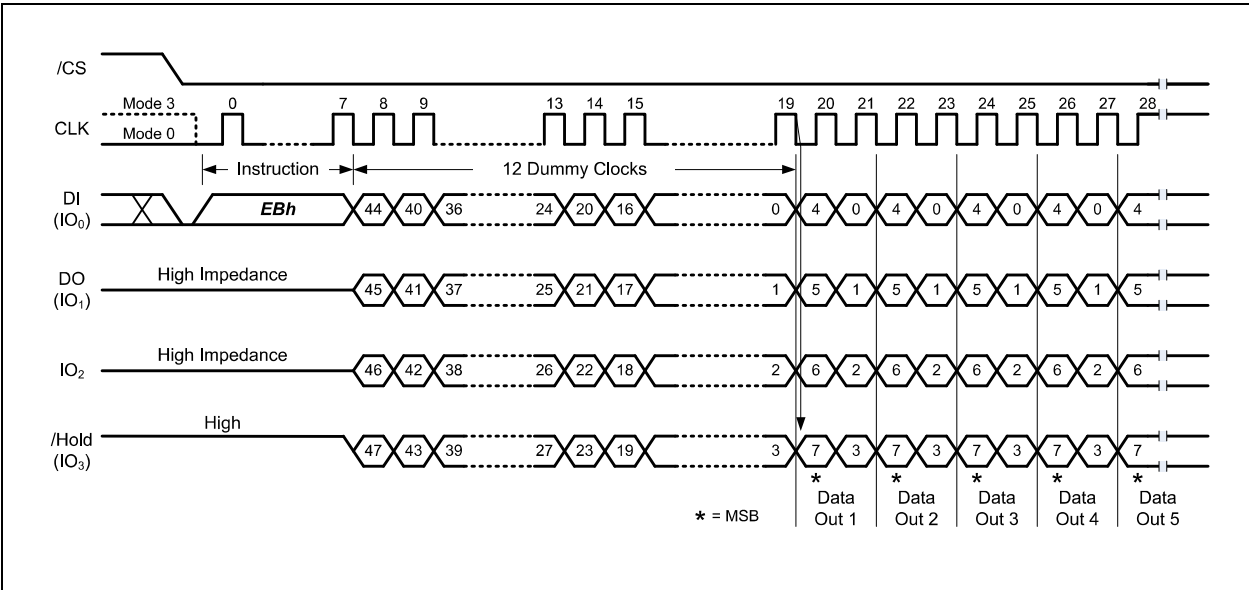 /CS
Mode 3 0 7 8 9 13 14 15 19 20 21 22 23 24 25 26 27 28
CLK
Mode 0
Instruction 12 Dummy Clocks
DI
(IO0) EBh 44 40 36 24 20 16 0 4 0 4 0 4 0 4 0 4
High Impedance
DO
(IO1) 45 41 37 25 21 17 1 5 1 5 1 5 1 5 1 5
High Impedance
IO2 46 42 38 26 22 18 2 6 2 6 2 6 2 6 2 6
High
/Hold
(IO3) 47 43 39 27 23 19 3 7 3 7 3 7 3 7 3 7
* * * * *
Data Data Data Data Data
* = MSB Out 1 Out 2 Out 3 Out 4 Out 5